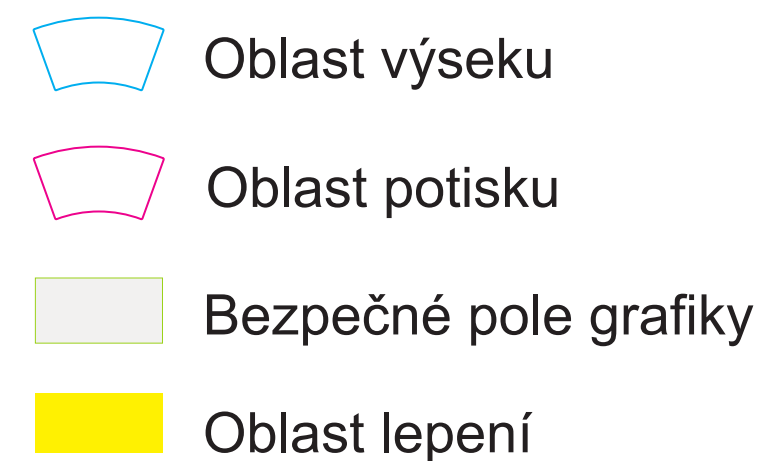 Oblast výseku
Oblast potisku
Bezpečné pole grafiky
Oblast lepení